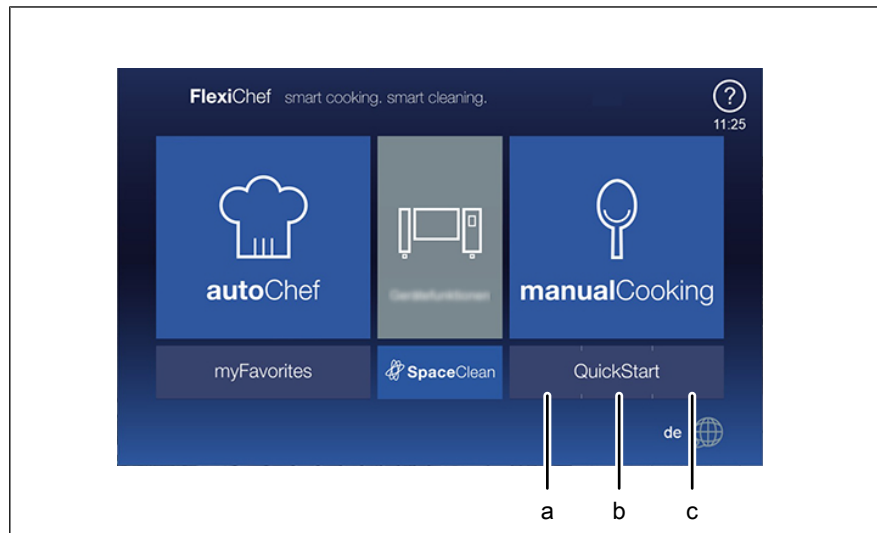 FlexiChef smart cooking. smart cleaning.
?
11:25
autoChef
manualCooking
myFavorites
SpaceClean
QuickStart
de
a b c